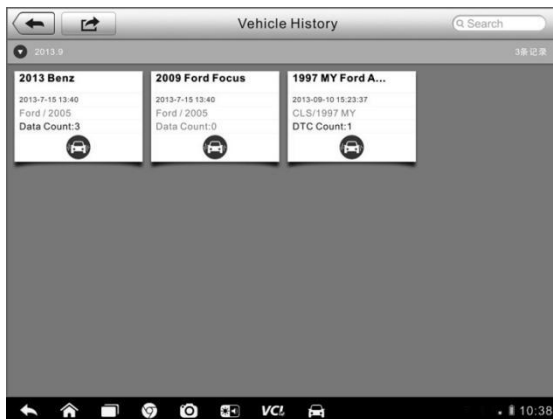 Vehicle History
Search
2013.9
3条记录
2013 Benz
2013-7-15 13:40
Ford / 2005
Data Count:3
2009 Ford Focus
2013-7-15 13:40
Ford / 2005
Data Count:0
1997 MY Ford A...
2013-09-10 15:23:37
CLS/1997 MY
DTC Count:1
VCI
10:38